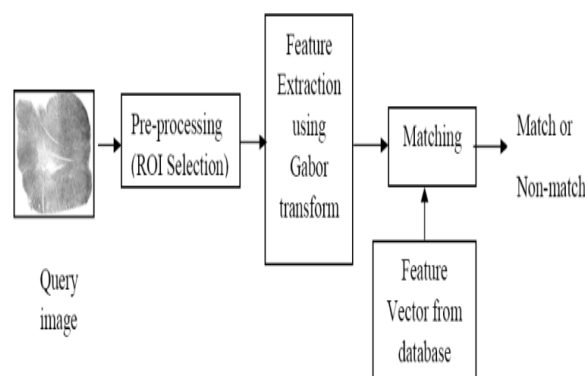 Query
image
Pre-processing
(ROI Selection)
Feature
Extraction
using
Gabor
transform
Matching
Match or
Non-match
Feature
Vector from
database